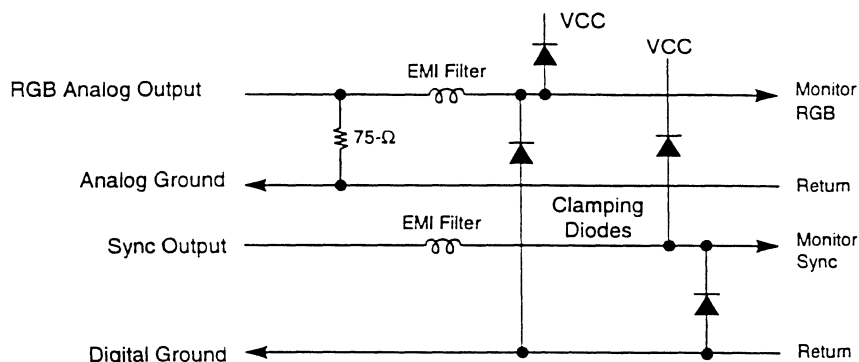 VCC
VCC
EMI Filter
RGB Analog Output
Monitor
RGB
75-Ω
Analog Ground
Return
EMI Filter
Clamping
Diodes
Sync Output
Monitor
Sync
Digital Ground
Return